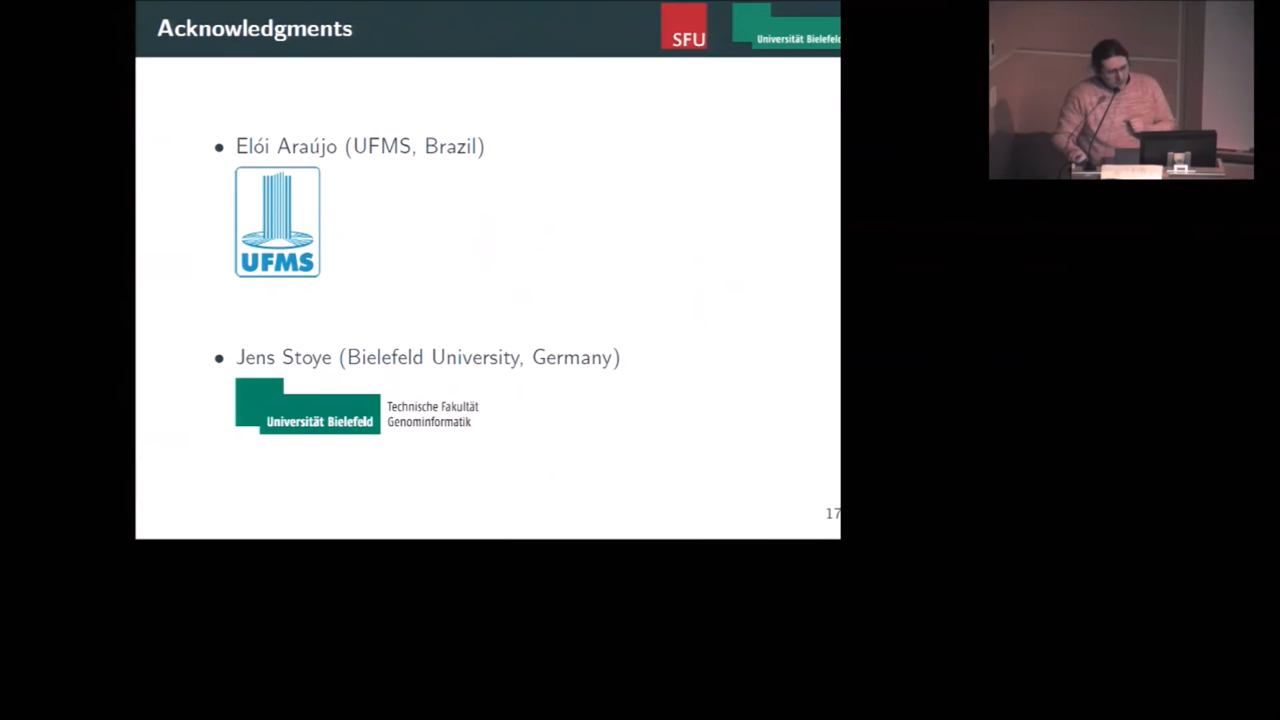 Acknowledgments
SFU
Universität Bielefeld
• Elói Araújo (UFMS, Brazil)
UFMS
• Jens Stoye (Bielefeld University, Germany)
Universität Bielefeld
Technische Fakultät
Genominformatik
17